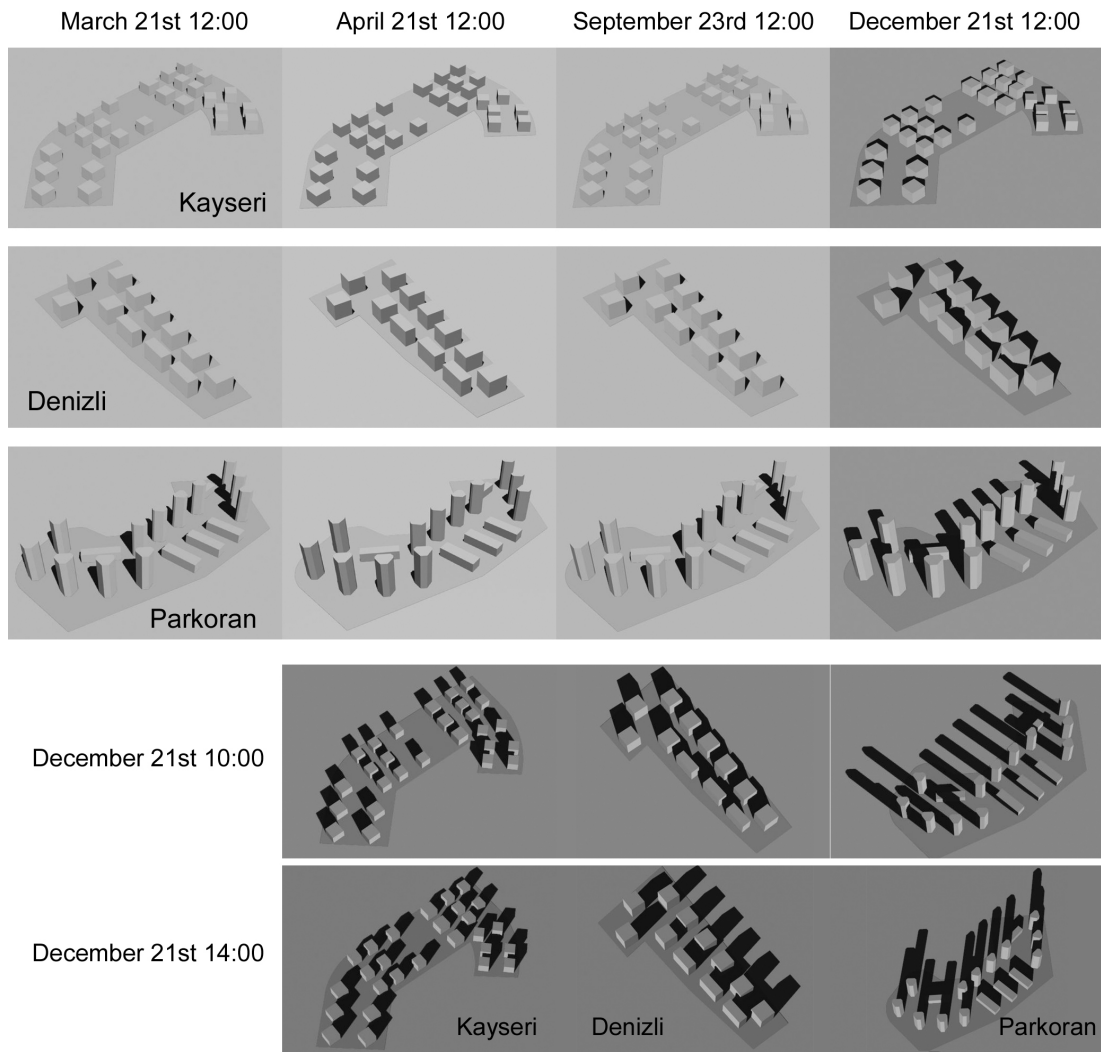 March 21st 12:00
April 21st 12:00
September 23rd 12:00
December 21st 12:00
Kayseri
Denizli
Parkoran
December 21st 10:00
December 21st 14:00
Kayseri
Denizli
Parkoran